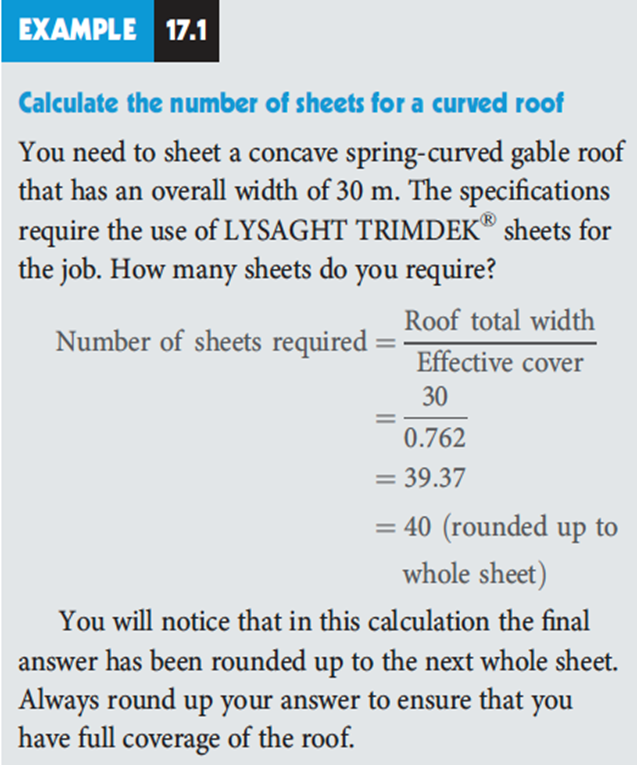 EXAMPLE 17.1
Calculate the number of sheets for a curved roof
You need to sheet a concave spring-curved gable roof
that has an overall width of 30 m. The specifications
require the use of LYSAGHT TRIMDEK® sheets for
the job. How many sheets do you require?
Number of sheets required = Roof total width / Effective cover
= 30 / 0.762
= 39.37
= 40 (rounded up to
whole sheet)
You will notice that in this calculation the final
answer has been rounded up to the next whole sheet.
Always round up your answer to ensure that you
have full coverage of the roof.